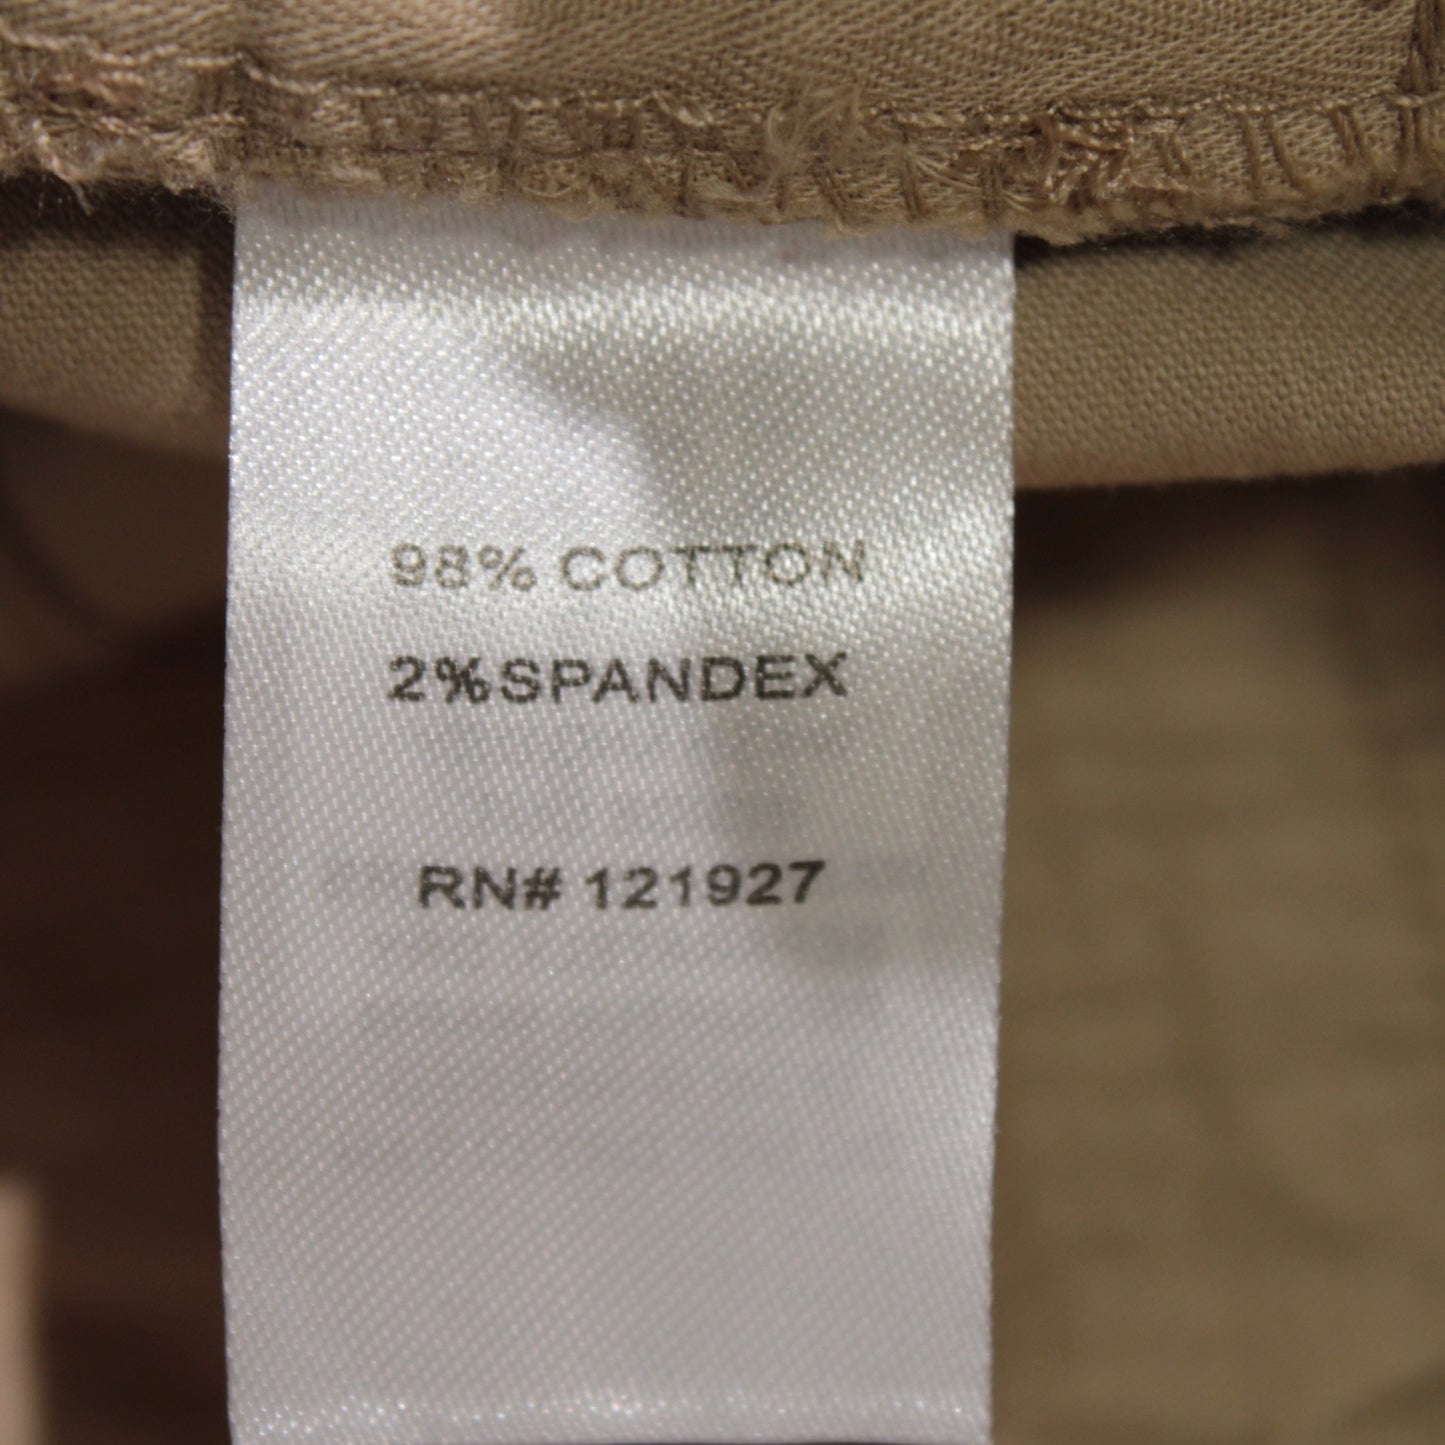 98% COTTON
2%SPANDEX
RN# 121927